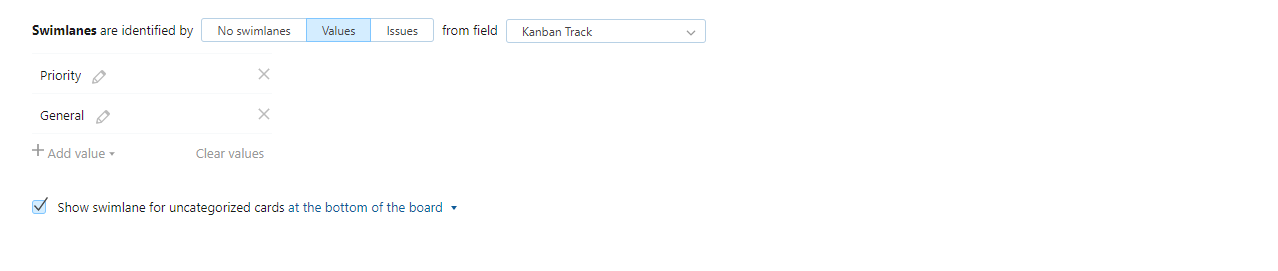 Swimlanes are identified by No swimlanes Values Issues from field Kanban Track
Priority
General
Add value Clear values
Show swimlane for uncategorized cards at the bottom of the board